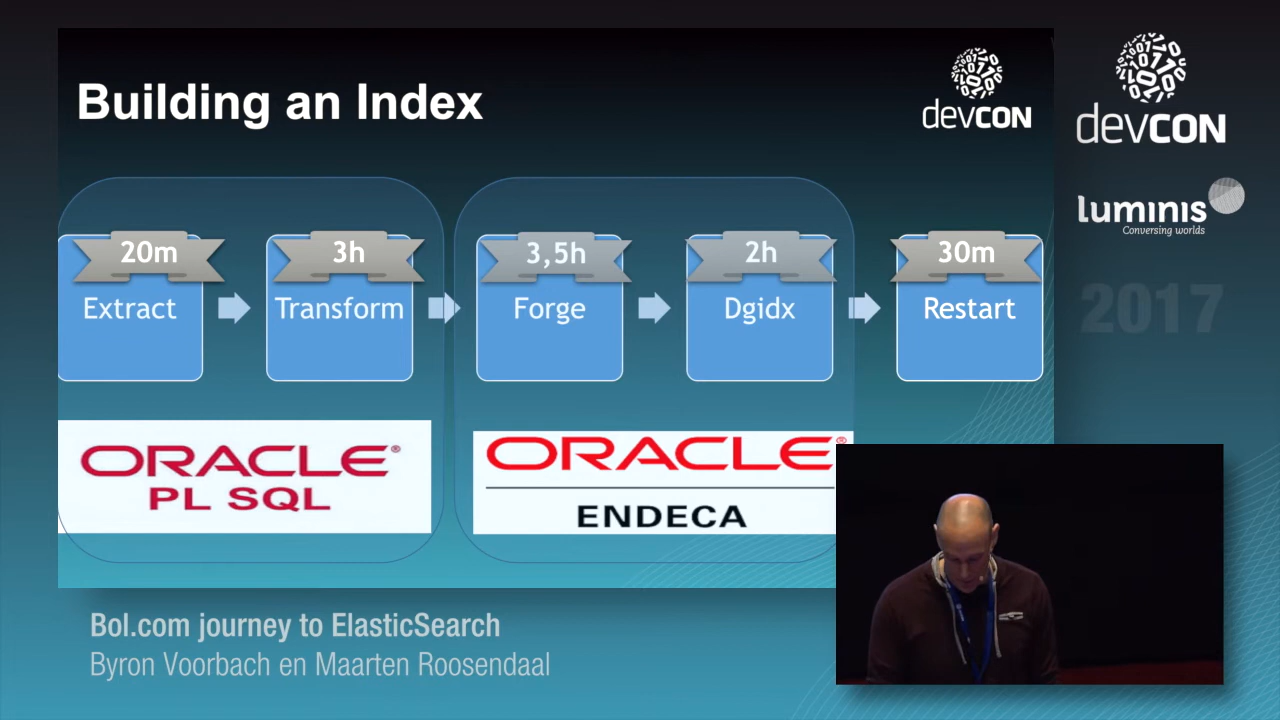 Building an Index
devcon
devcon
luminis
Conversing worlds
2017
20m
3h
3,5h
2h
30m
Extract
Transform
Forge
Dgidx
Restart
ORACLE®
PL SQL
ORACLE®
ENDECA
Bol.com journey to ElasticSearch
Byron Voorbach en Maarten Roosendaal